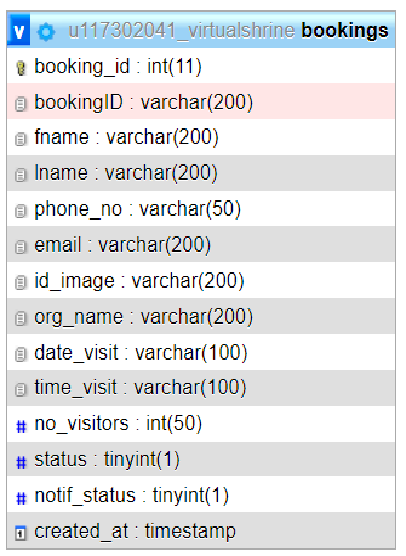 v u117302041_virtualshrine bookings
booking_id : int(11)
bookingID : varchar(200)
fname : varchar(200)
lname : varchar(200)
phone_no : varchar(50)
email : varchar(200)
id_image : varchar(200)
org_name : varchar(200)
date_visit : varchar(100)
time_visit : varchar(100)
# no_visitors : int(50)
# status : tinyint(1)
# notif_status : tinyint(1)
created_at : timestamp